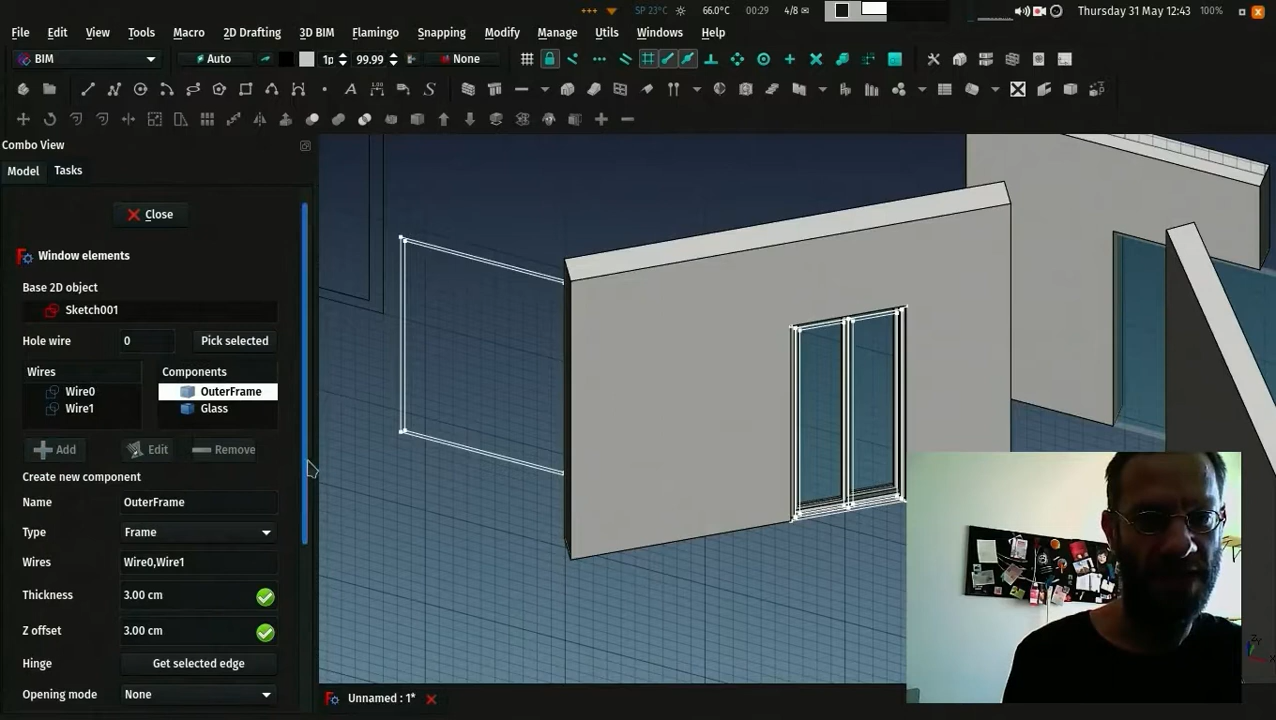 SP 23°C 66.0°C 00:29 4/8 Thursday 31 May 12:43 100%
File Edit View Tools Macro 2D Drafting 3D BIM Flamingo Snapping Modify Manage Utils Windows Help
BIM Auto 1p 99.99 None
Combo View
Model Tasks
Close
Window elements
Base 2D object
Sketch001
Hole wire 0 Pick selected
Wires Components
Wire0 OuterFrame
Wire1 Glass
Add Edit Remove
Create new component
Name OuterFrame
Type Frame
Wires Wire0,Wire1
Thickness 3.00 cm
Z offset 3.00 cm
Hinge Get selected edge
Opening mode None
Unnamed : 1*